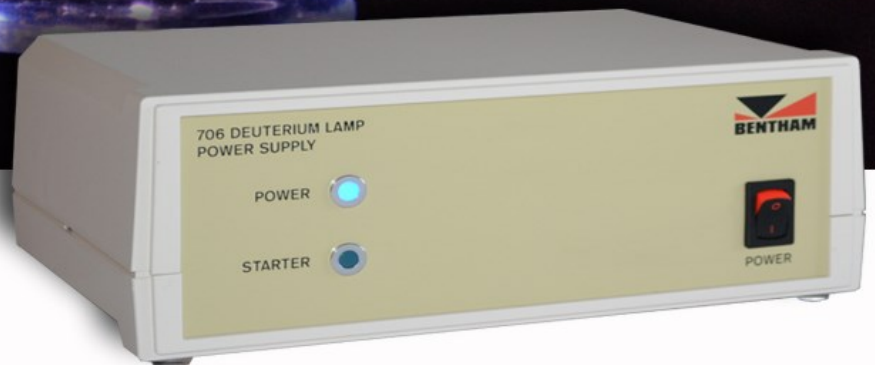 706 DEUTERIUM LAMP
POWER SUPPLY
BENTHAM
POWER
STARTER
POWER